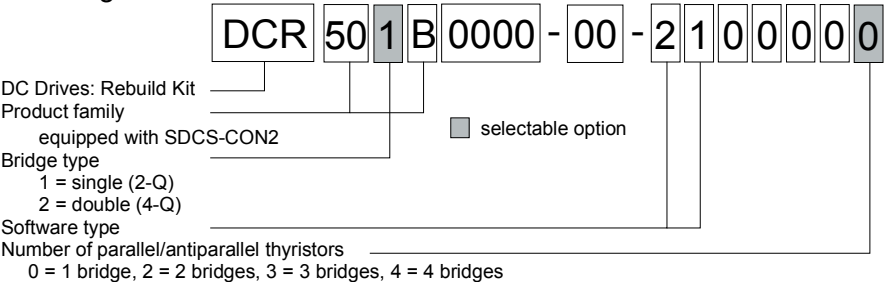 DCR 50 1 B 0000 - 00 - 2 1 0 0 0 0 0
DC Drives: Rebuild Kit
Product family
equipped with SDCS-CON2
selectable option
Bridge type
1 = single (2-Q)
2 = double (4-Q)
Software type
Number of parallel/antiparallel thyristors
0 = 1 bridge, 2 = 2 bridges, 3 = 3 bridges, 4 = 4 bridges